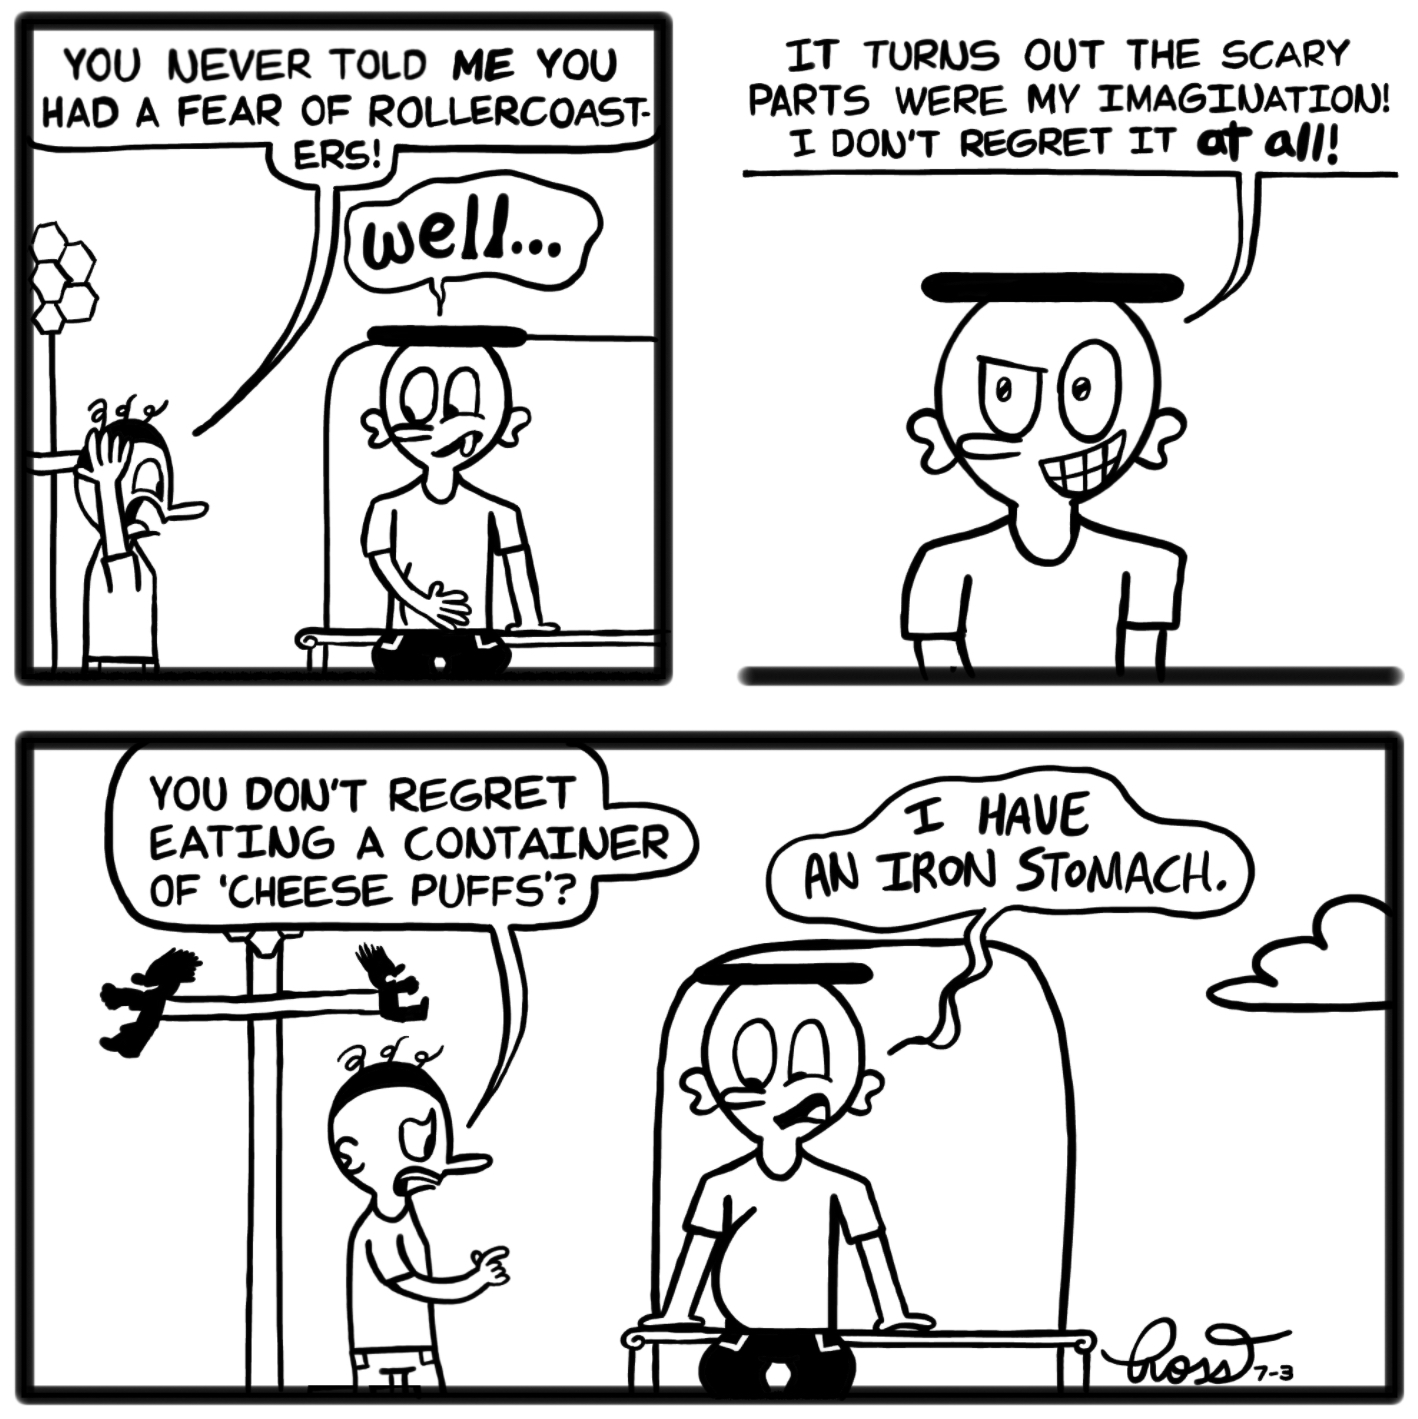 YOU NEVER TOLD ME YOU
HAD A FEAR OF ROLLERCOAST-
ERS!
well...
IT TURNS OUT THE SCARY
PARTS WERE MY IMAGINATION!
I DON'T REGRET IT at all!
YOU DON'T REGRET
EATING A CONTAINER
OF 'CHEESE PUFFS'?
I HAVE
AN IRON STOMACH.
Ross
7-3